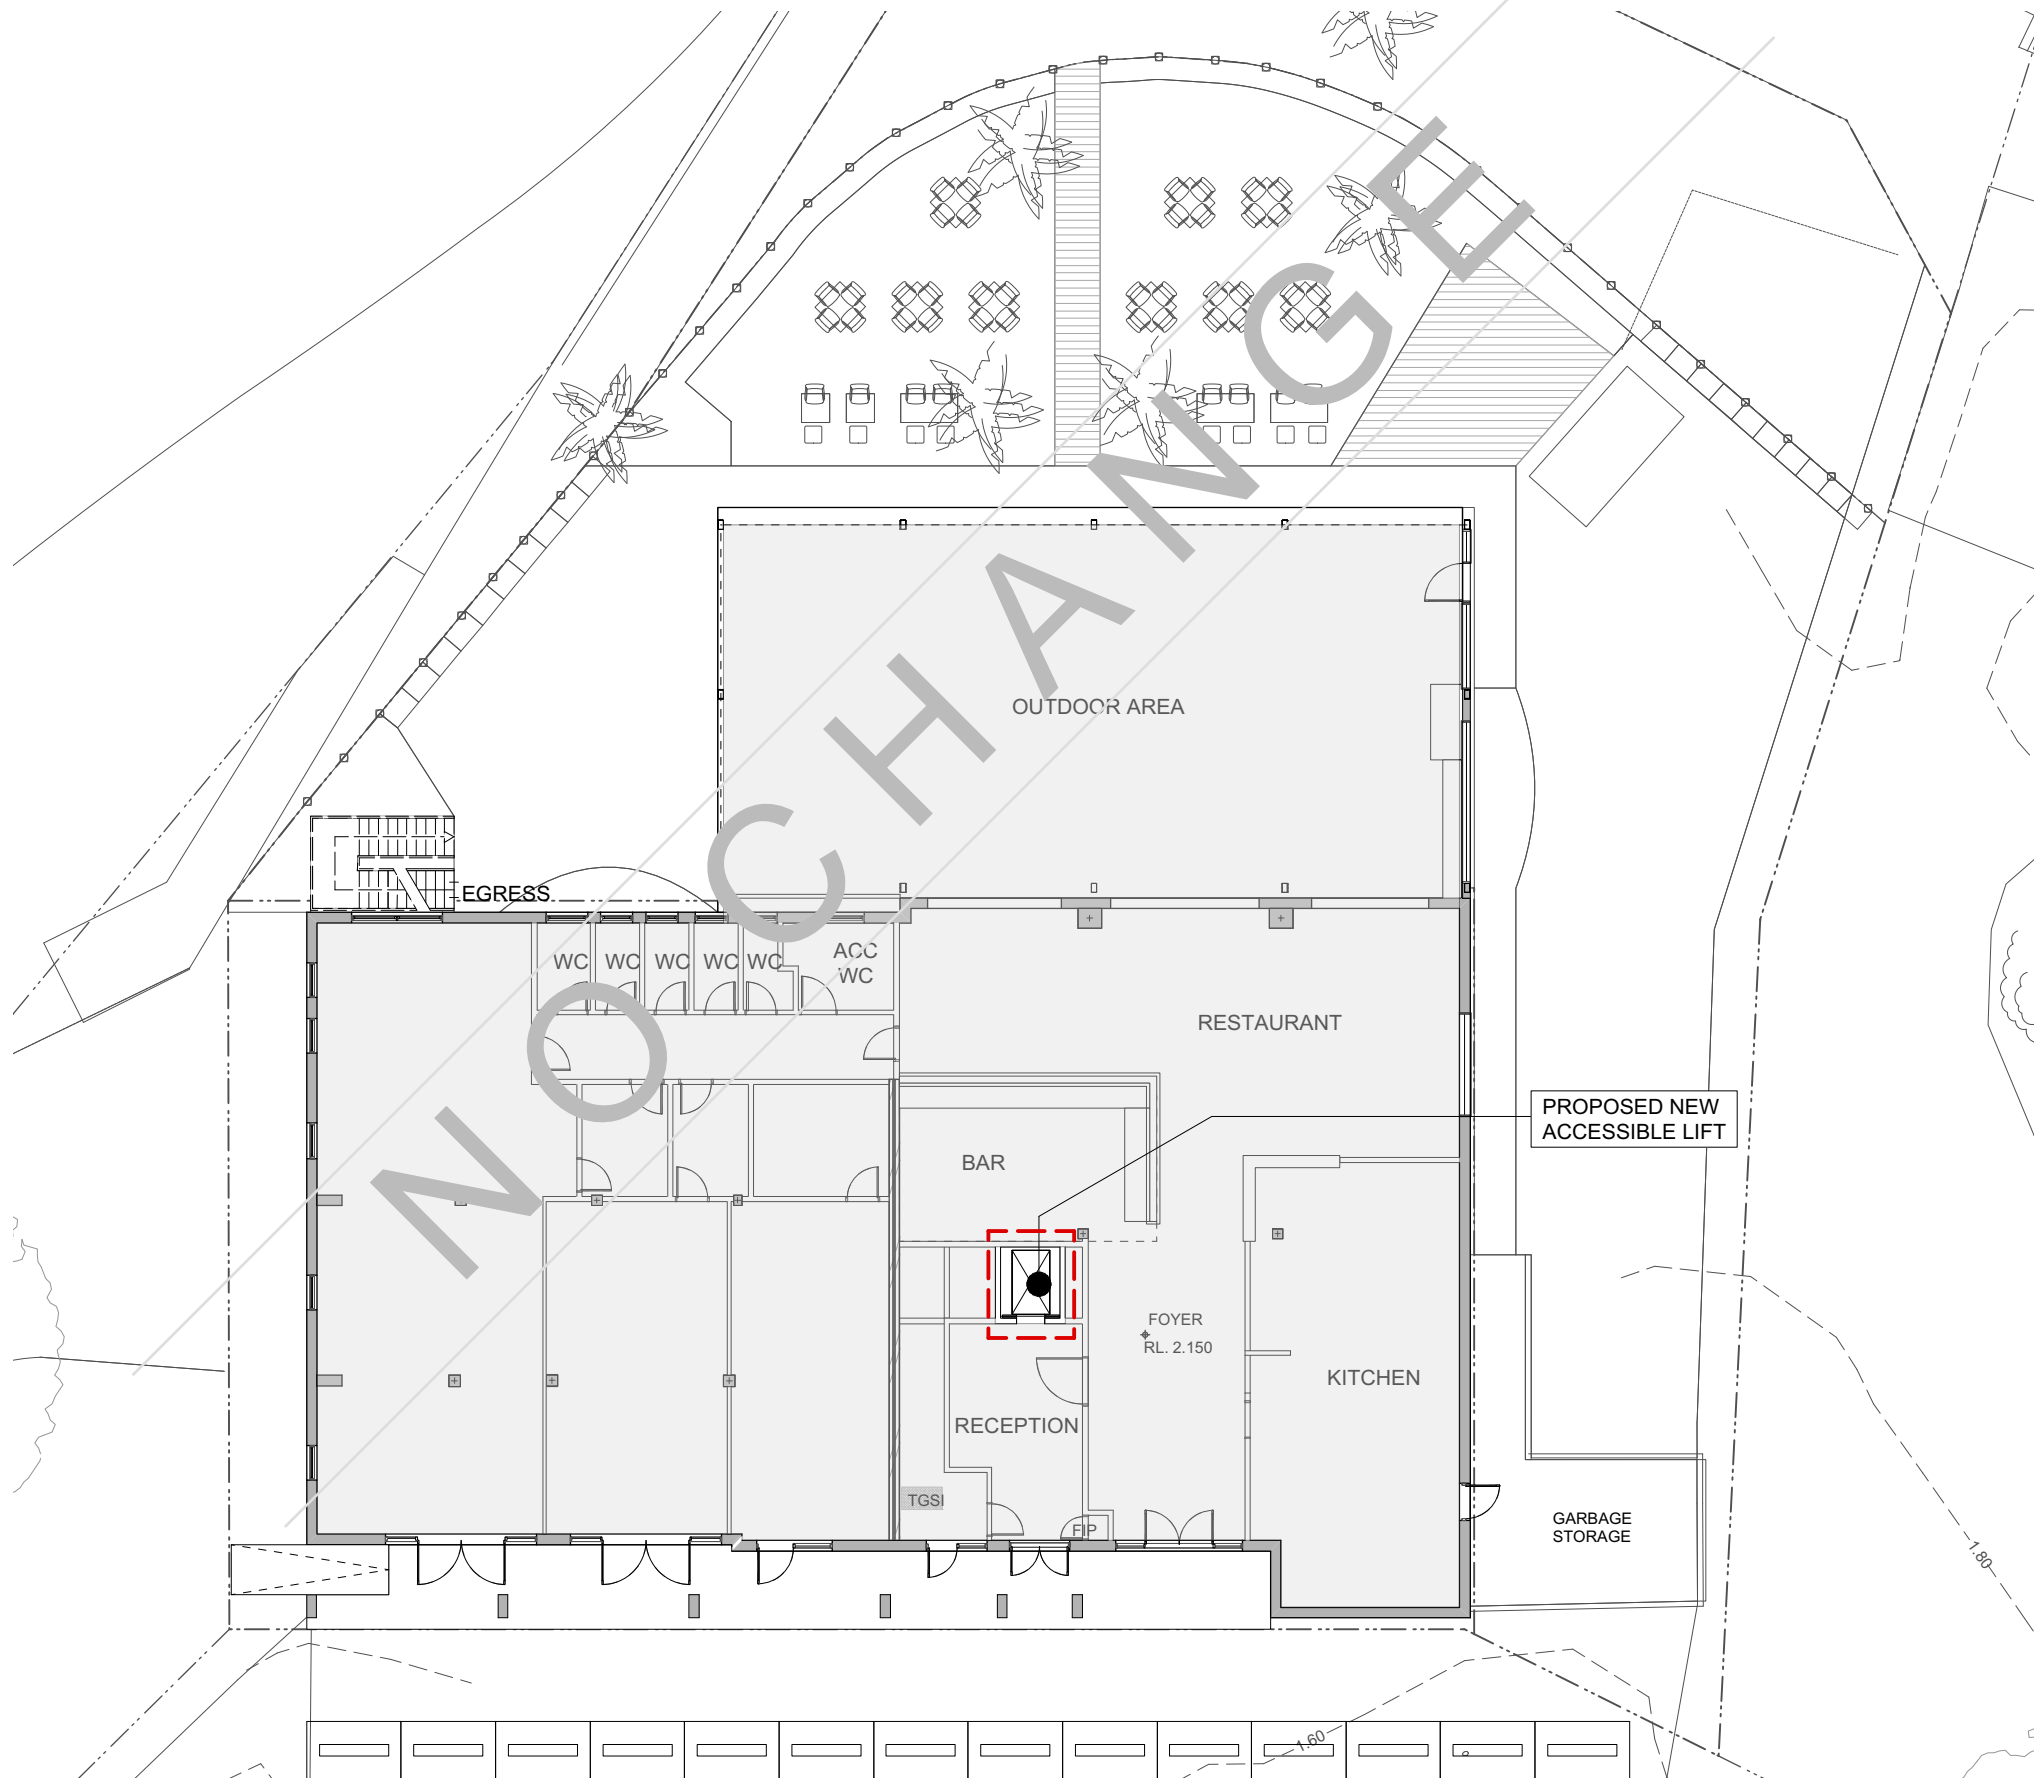 NO CHANGE
OUTDOOR AREA
EGRESS
WC
WC
WC
WC
WC
ACC
WC
RESTAURANT
PROPOSED NEW
ACCESSIBLE LIFT
BAR
FOYER
RL. 2.150
KITCHEN
RECEPTION
TGSI
FIP
GARBAGE
STORAGE
1.80
1.60